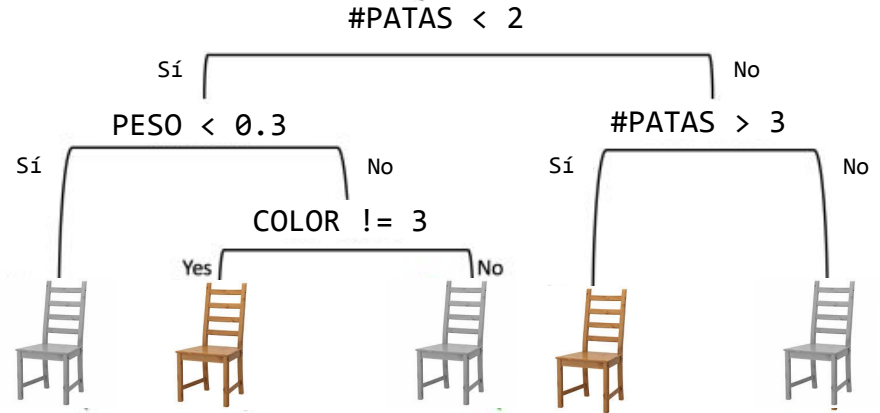 #PATAS < 2
Sí
No
PESO < 0.3
#PATAS > 3
Sí
No
Sí
No
COLOR != 3
Yes
No